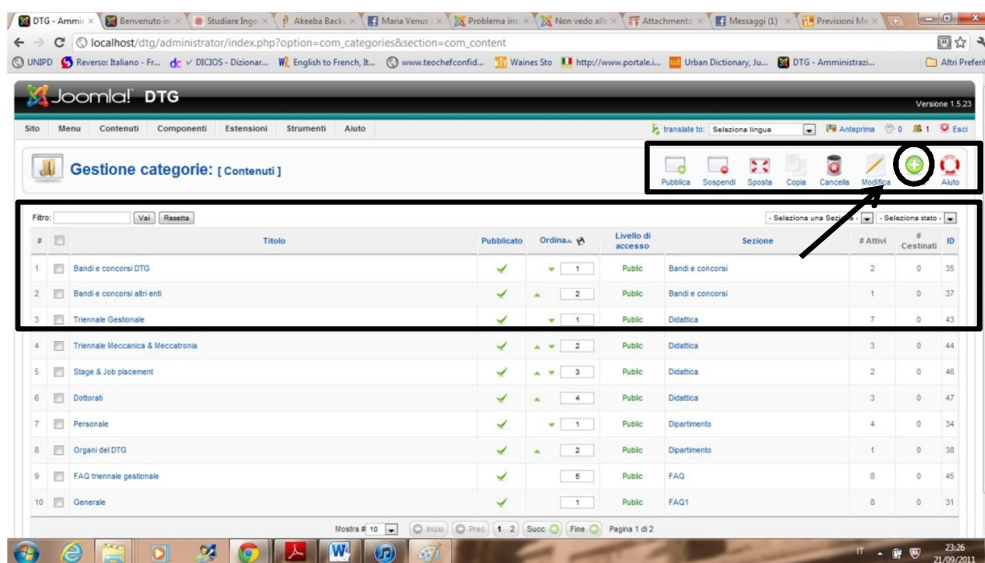 DTG - Ammin
Benvenuto in
Studiare Inge
Akeeba Back
Maria Venus
Problema ins
Non vedo alle
Attachments:
Messaggi (1)
Previsioni Me
localhost/dtg/administrator/index.php?option=com_categories&section=com_content
UNIPD
Reverso: Italiano - Fr...
DICIOS - Dizionar...
English to French, It...
www.teochefconfid...
Waines Sto
http://www.portale.i...
Urban Dictionary, Ju...
DTG - Amministrazi...
Altri Preferiti
Joomla! DTG
Versione 1.5.23
Sito Menu Contenuti Componenti Estensioni Strumenti Aiuto
translate to: Seleziona lingua Anteprima 0 1 Esci
Gestione categorie: [ Contenuti ]
Pubblica Sospendi Sposta Copia Cancella Modifica Aiuto
Filtro: Vai Resetta - Seleziona una Sezione - - Seleziona stato -
# Titolo Pubblicato Ordina Livello di accesso Sezione # Attivi # Cestinati ID
1 Bandi e concorsi DTG 1 Public Bandi e concorsi 2 0 35
2 Bandi e concorsi altri enti 2 Public Bandi e concorsi 1 0 37
3 Triennale Gestionale 1 Public Didattica 7 0 43
4 Triennale Meccanica & Meccatronia 2 Public Didattica 3 0 44
5 Stage & Job placement 3 Public Didattica 2 0 46
6 Dottorati 4 Public Didattica 3 0 47
7 Personale 1 Public Dipartimento 4 0 34
8 Organi del DTG 2 Public Dipartimento 1 0 38
9 FAQ triennale gestionale 5 Public FAQ 8 0 45
10 Generale 1 Public FAQ1 8 0 31
Mostra # 10 Inizio Prec 1 2 Succ Fine Pagina 1 di 2
IT 23:26
21/09/2011